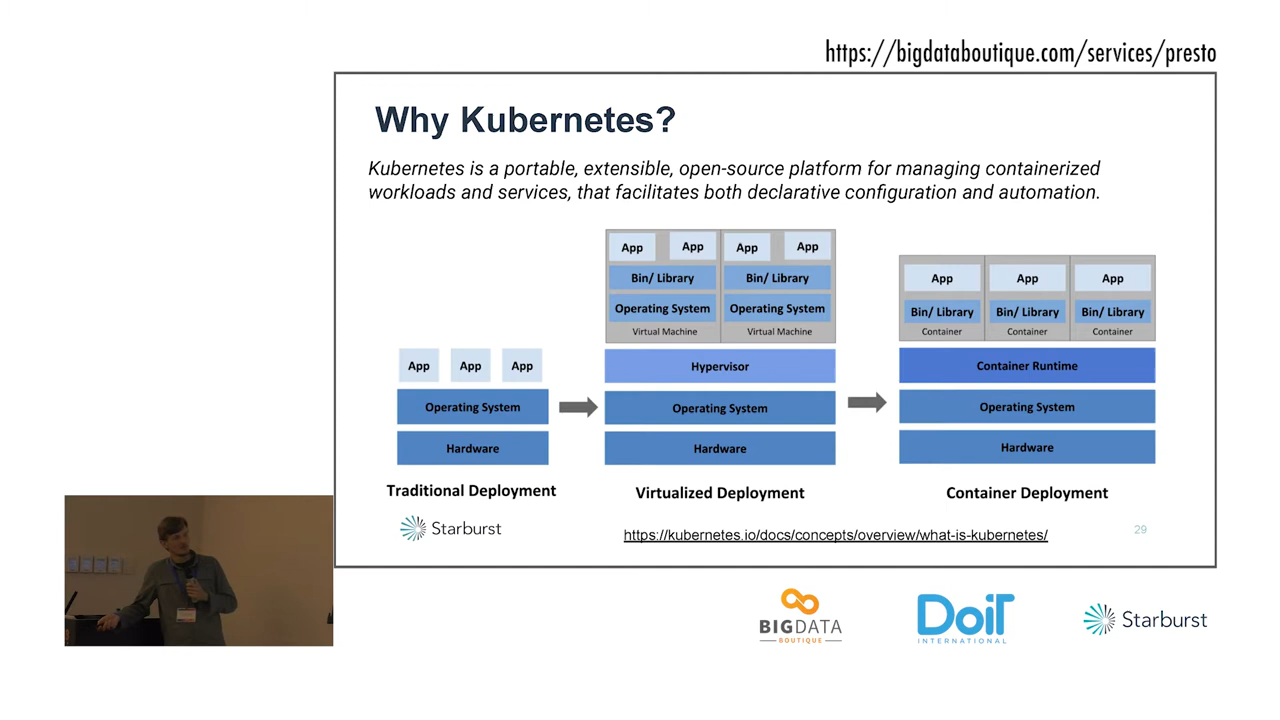 https://bigdataboutique.com/services/presto
Why Kubernetes?
Kubernetes is a portable, extensible, open-source platform for managing containerized
workloads and services, that facilitates both declarative configuration and automation.
App App App
Operating System
Hardware
Traditional Deployment
App App App App
Bin/ Library Bin/ Library
Operating System Operating System
Virtual Machine Virtual Machine
Hypervisor
Operating System
Hardware
Virtualized Deployment
App App App
Bin/ Library Bin/ Library Bin/ Library
Container Container Container
Container Runtime
Operating System
Hardware
Container Deployment
Starburst
https://kubernetes.io/docs/concepts/overview/what-is-kubernetes/
29
BIGDATA
BOUTIQUE
DoiT
INTERNATIONAL
Starburst